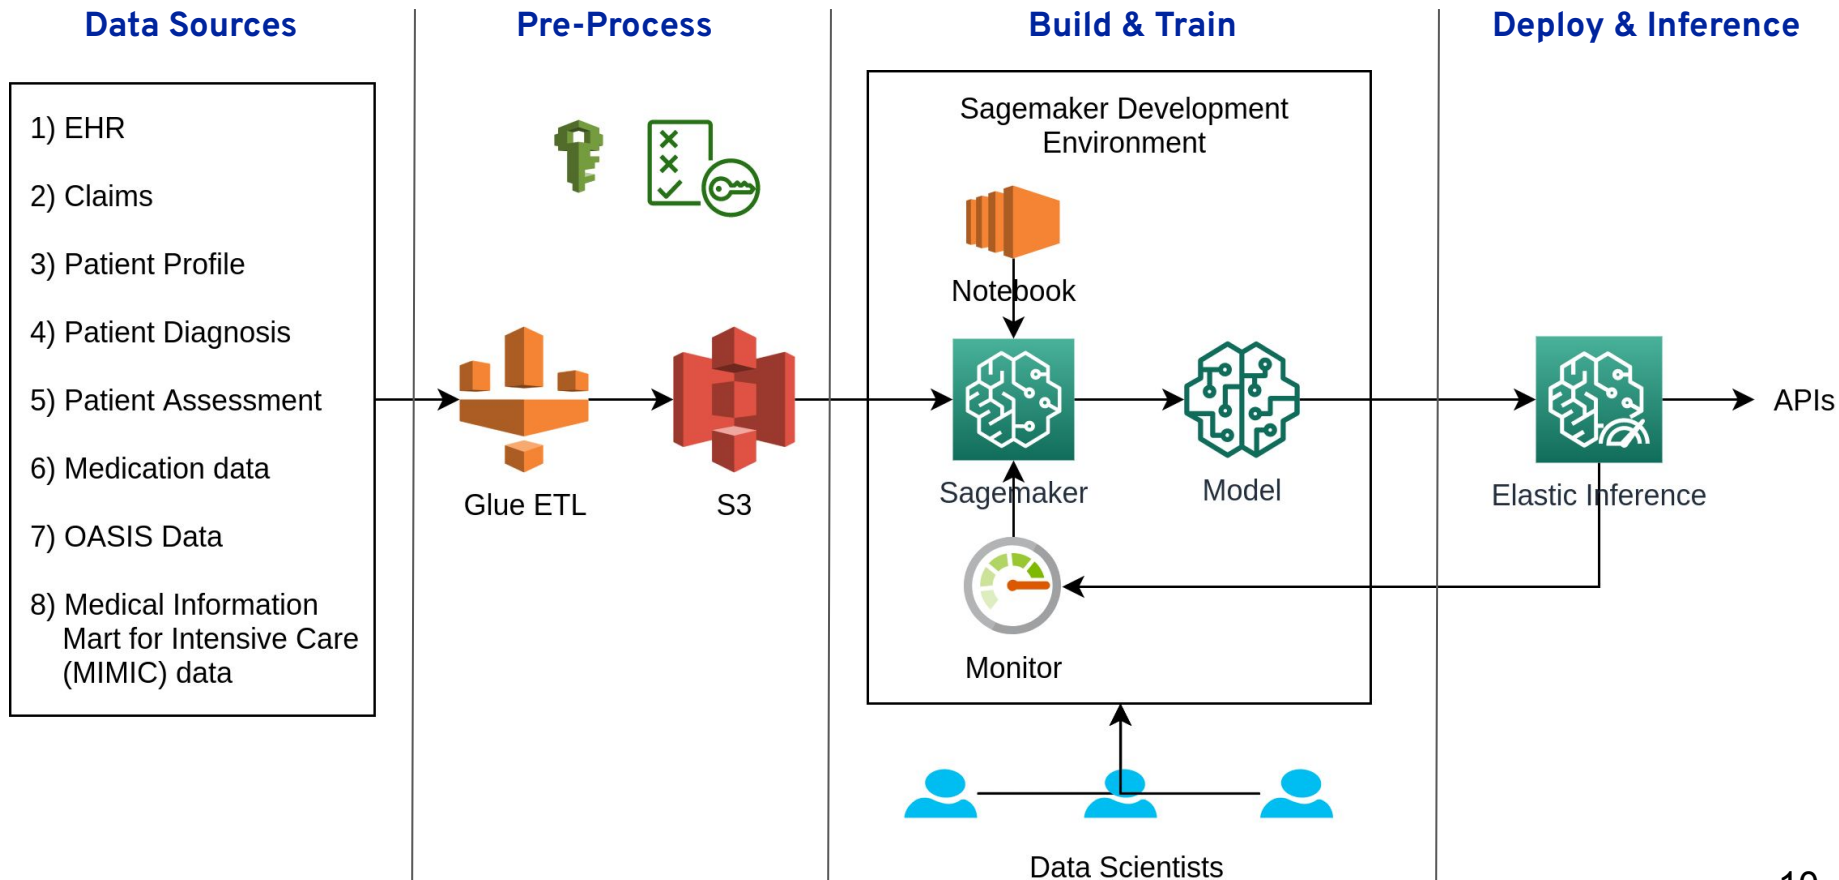 Data Sources
Pre-Process
Build & Train
Deploy & Inference
1) EHR
2) Claims
3) Patient Profile
4) Patient Diagnosis
5) Patient Assessment
6) Medication data
7) OASIS Data
8) Medical Information
Mart for Intensive Care
(MIMIC) data
Glue ETL
S3
Sagemaker Development
Environment
Notebook
Sagemaker
Model
Monitor
Data Scientists
Elastic Inference
APIs